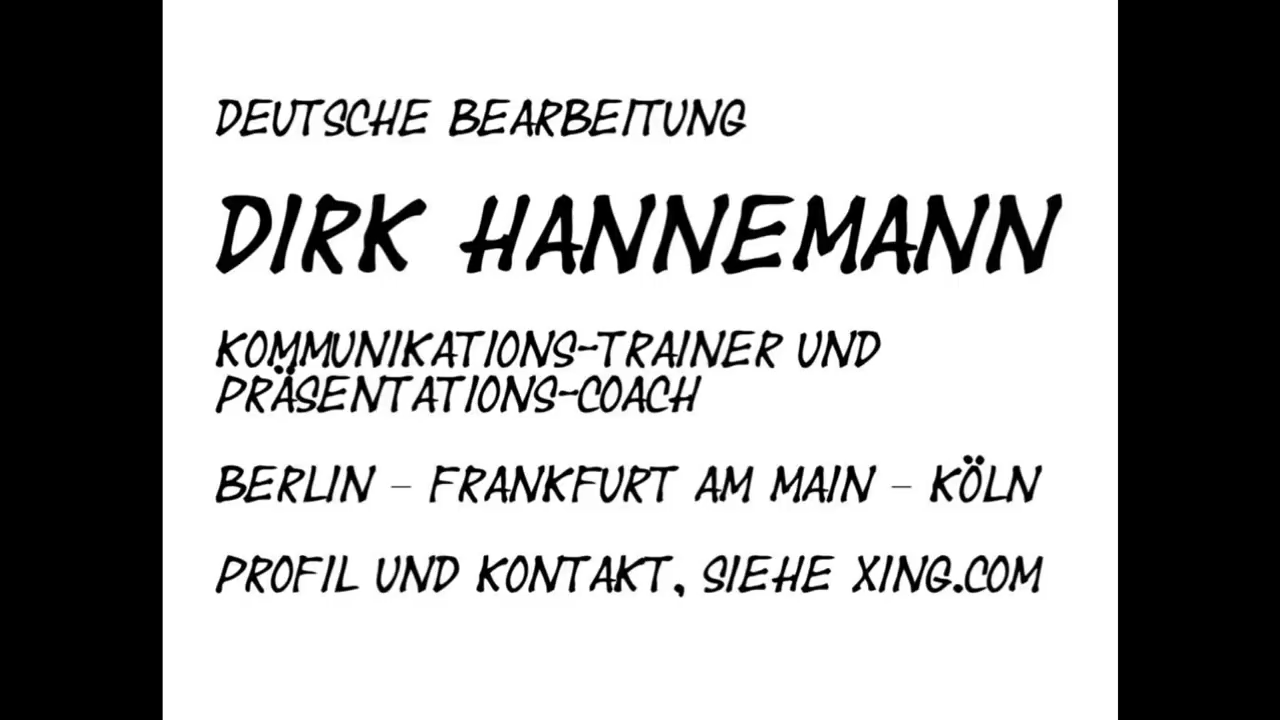 DEUTSCHE BEARBEITUNG
DIRK HANNEMANN
KOMMUNIKATIONS-TRAINER UND
PRÄSENTATIONS-COACH
BERLIN – FRANKFURT AM MAIN – KÖLN
PROFIL UND KONTAKT, SIEHE XING.COM